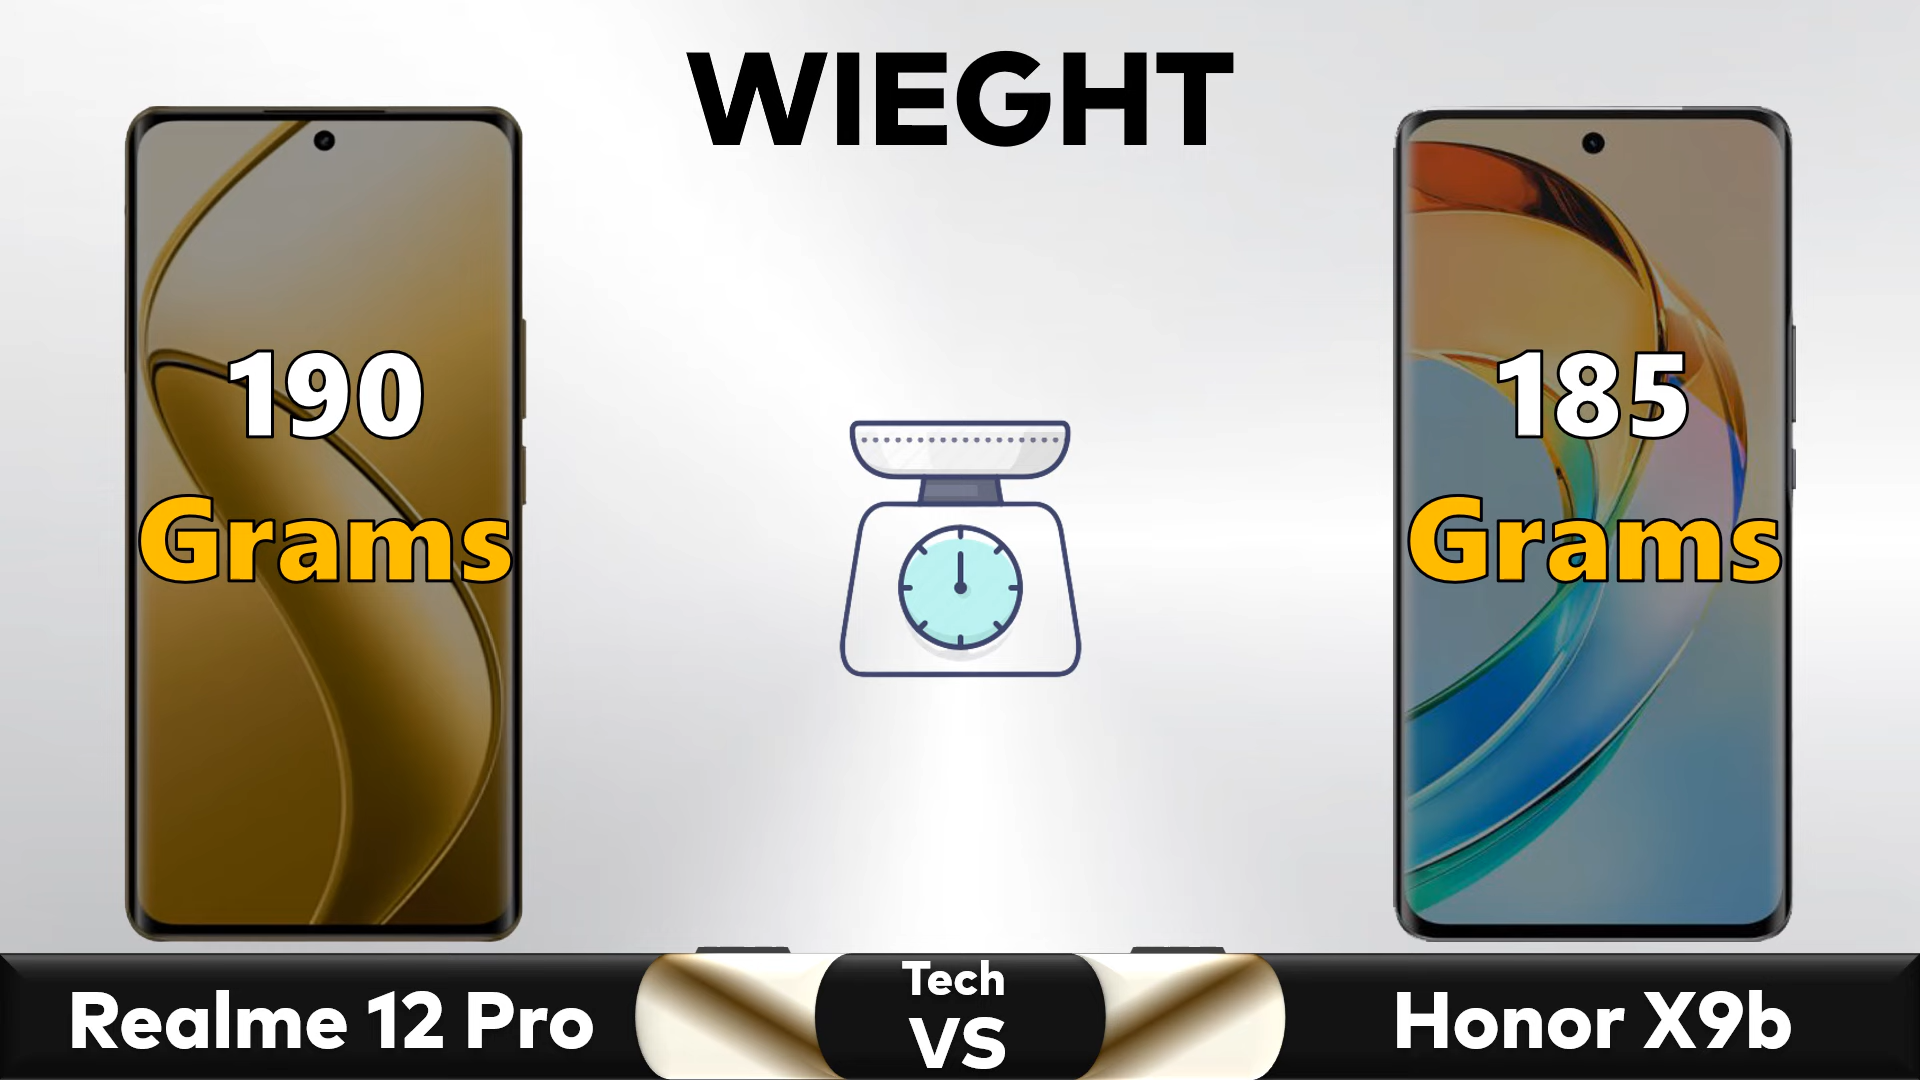 WIEGHT
190
Grams
185
Grams
Realme 12 Pro
Tech
VS
Honor X9b